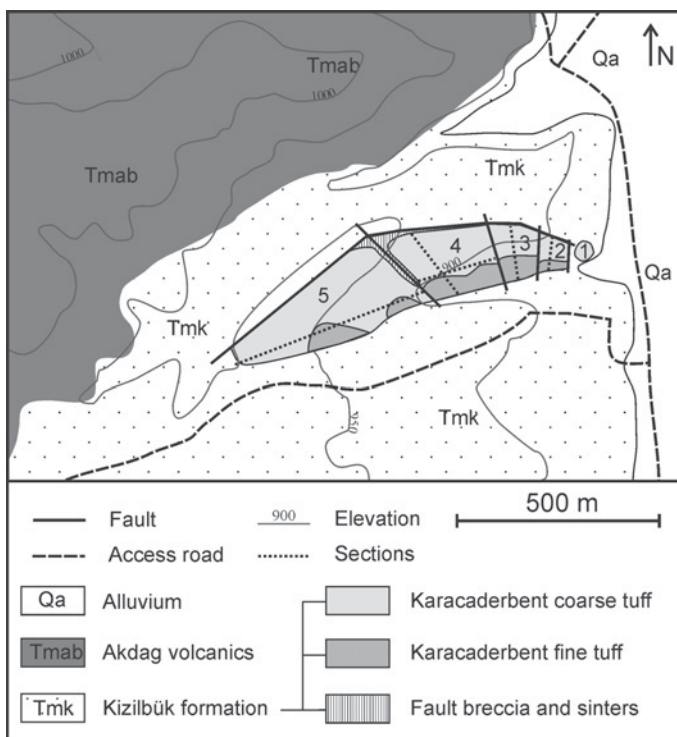 1000
Tmab
Qa
N
1000
Tmab
Tmk
4
3
2
1
900
5
Qa
Tmk
950
Tmk
500 m
Fault
900
Elevation
Access road
Sections
Qa
Alluvium
Karacaderbent coarse tuff
Tmab
Akdag volcanics
Karacaderbent fine tuff
Tmk
Kizilbük formation
Fault breccia and sinters